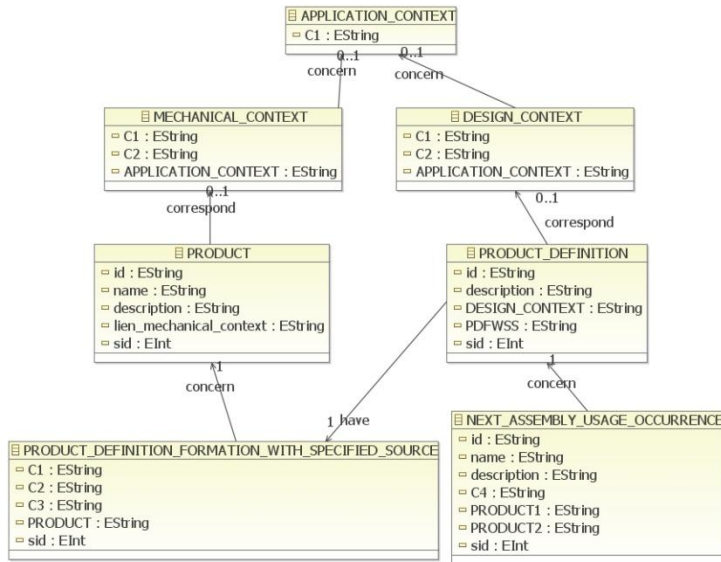 APPLICATION_CONTEXT
C1 : EString
0..1
0..1
concern
concern
MECHANICAL_CONTEXT
C1 : EString
C2 : EString
APPLICATION_CONTEXT : EString
DESIGN_CONTEXT
C1 : EString
C2 : EString
APPLICATION_CONTEXT : EString
0..1
correspond
0..1
correspond
PRODUCT
id : EString
name : EString
description : EString
lien_mechanical_context : EString
sid : EInt
PRODUCT_DEFINITION
id : EString
description : EString
DESIGN_CONTEXT : EString
PDFWSS : EString
sid : EInt
1
concern
1
concern
1 have
PRODUCT_DEFINITION_FORMATION_WITH_SPECIFIED_SOURCE
C1 : EString
C2 : EString
C3 : EString
PRODUCT : EString
sid : EInt
NEXT_ASSEMBLY_USAGE_OCCURRENCE
id : EString
name : EString
description : EString
C4 : EString
PRODUCT1 : EString
PRODUCT2 : EString
sid : EInt